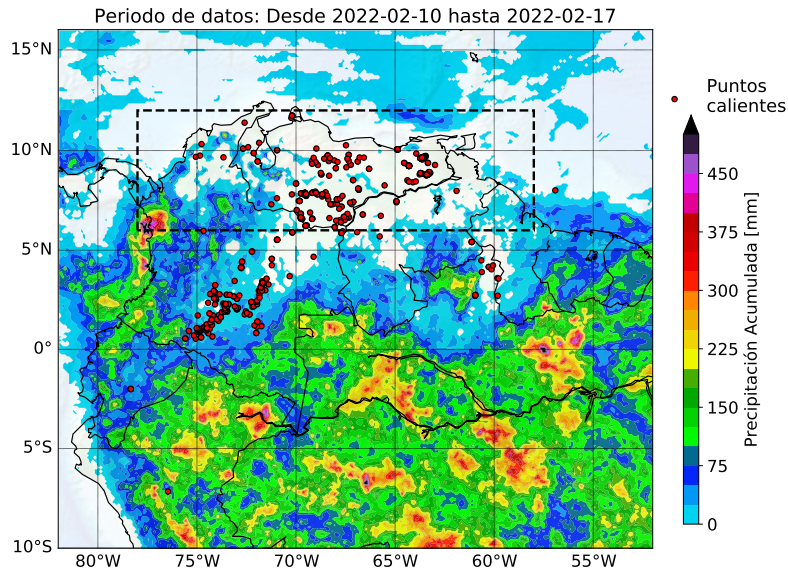 Periodo de datos: Desde 2022-02-10 hasta 2022-02-17
15°N
10°N
5°N
0°
5°S
10°S
80°W
75°W
70°W
65°W
60°W
55°W
Puntos
calientes
450
375
300
225
150
75
0
Precipitación Acumulada [mm]